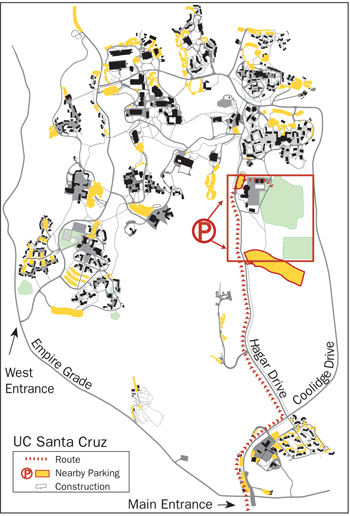 P
West
Entrance
Empire Grade
Hagar Drive
Coolidge Drive
UC Santa Cruz
Route
P Nearby Parking
Construction
Main Entrance